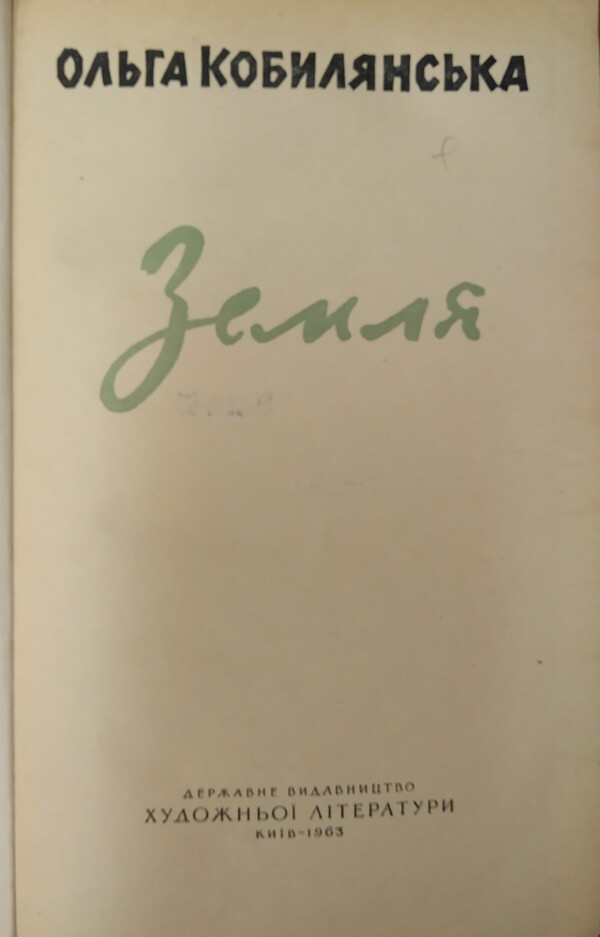 ОЛЬГА КОБИЛЯНСЬКА
Земля
ДЕРЖАВНЕ ВИДАВНИЦТВО
ХУДОЖНЬОЇ ЛІТЕРАТУРИ
КИЇВ–1963